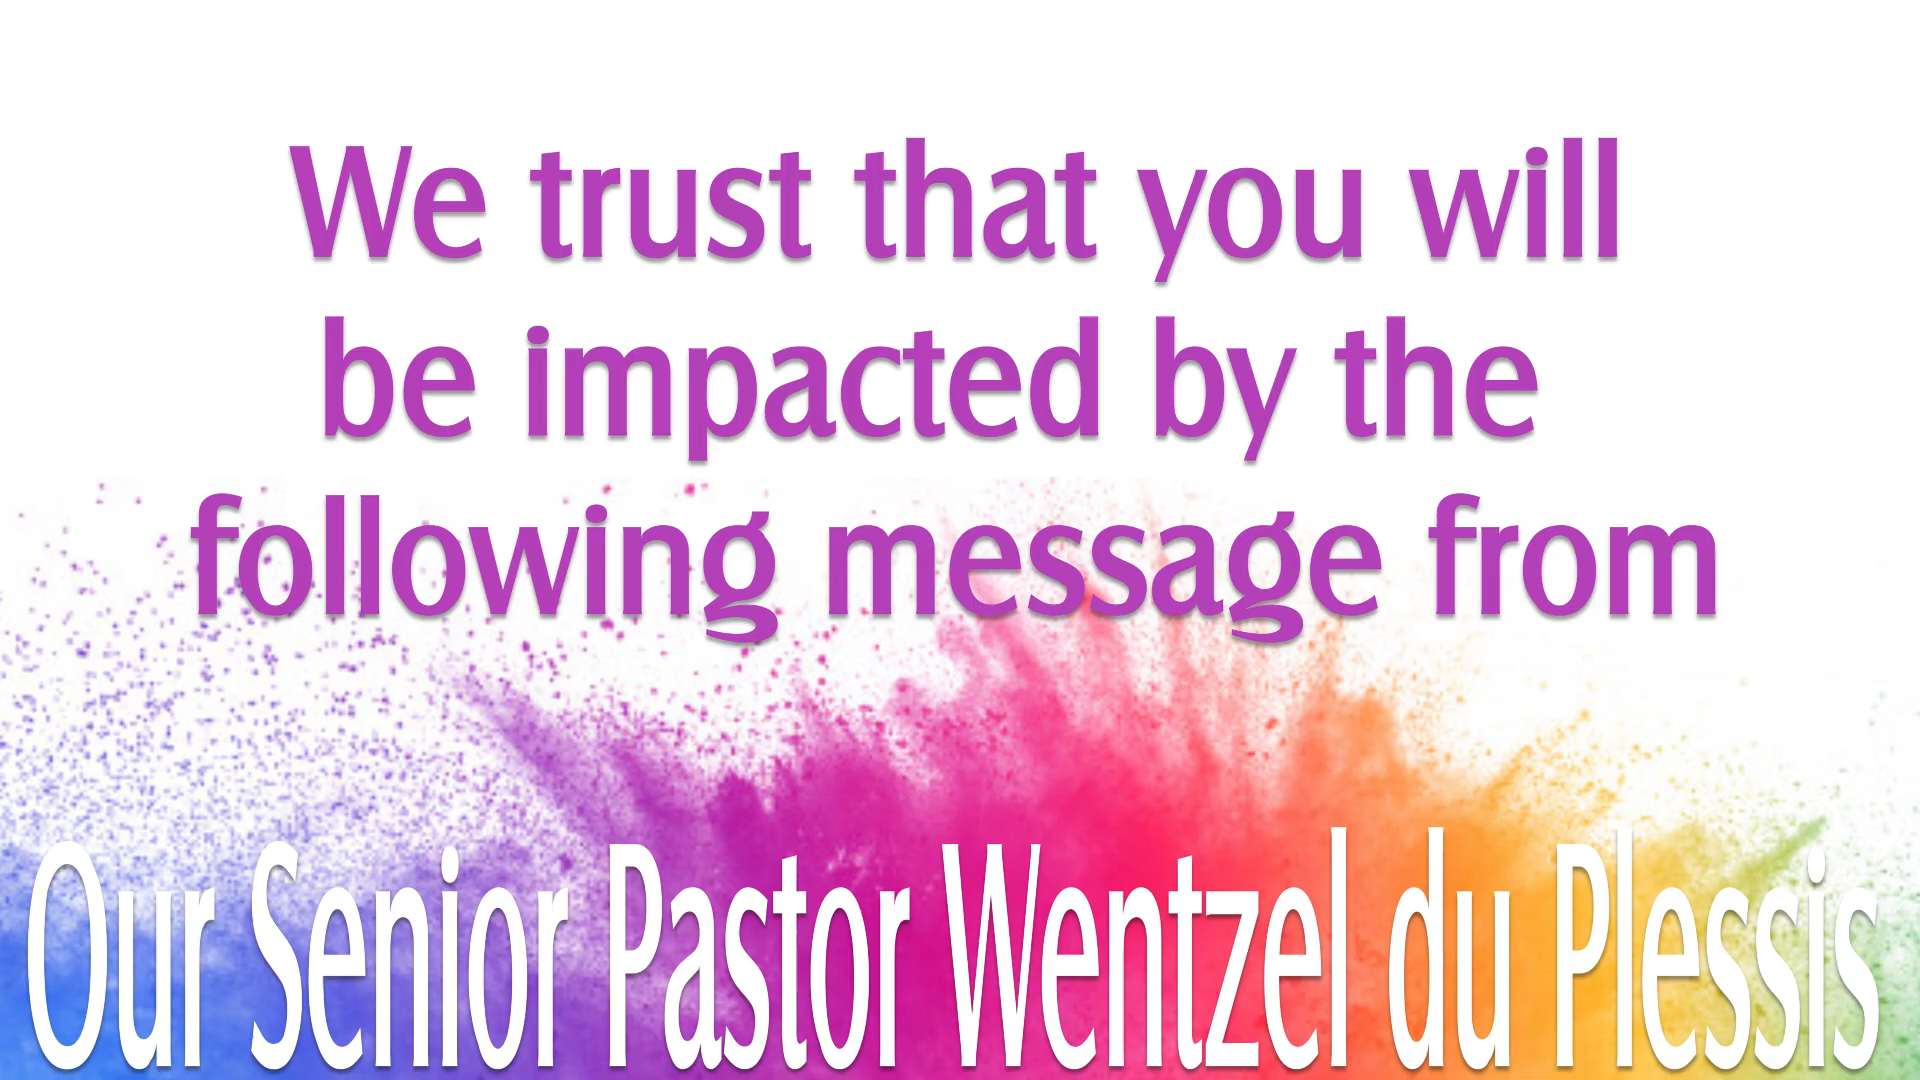 We trust that you will
be impacted by the
following message from
Our Senior Pastor Wentzel du Plessis